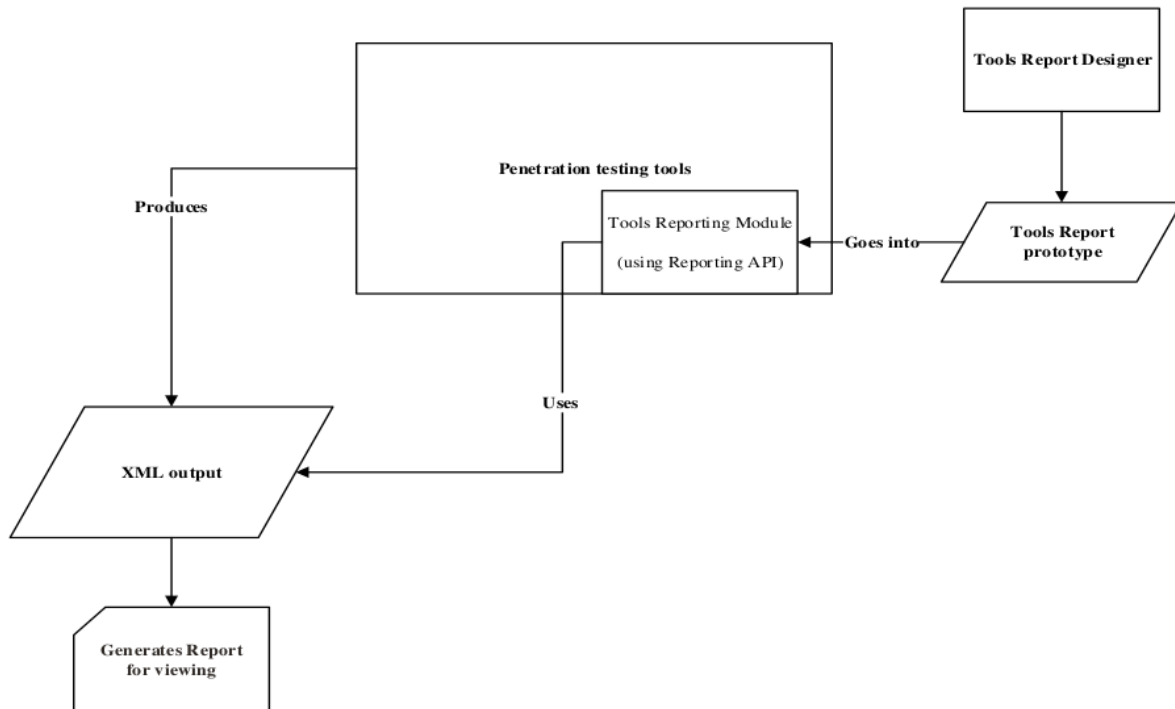 Tools Report Designer
Penetration testing tools
Produces
Tools Reporting Module
(using Reporting API)
Goes into
Tools Report
prototype
Uses
XML output
Generates Report
for viewing